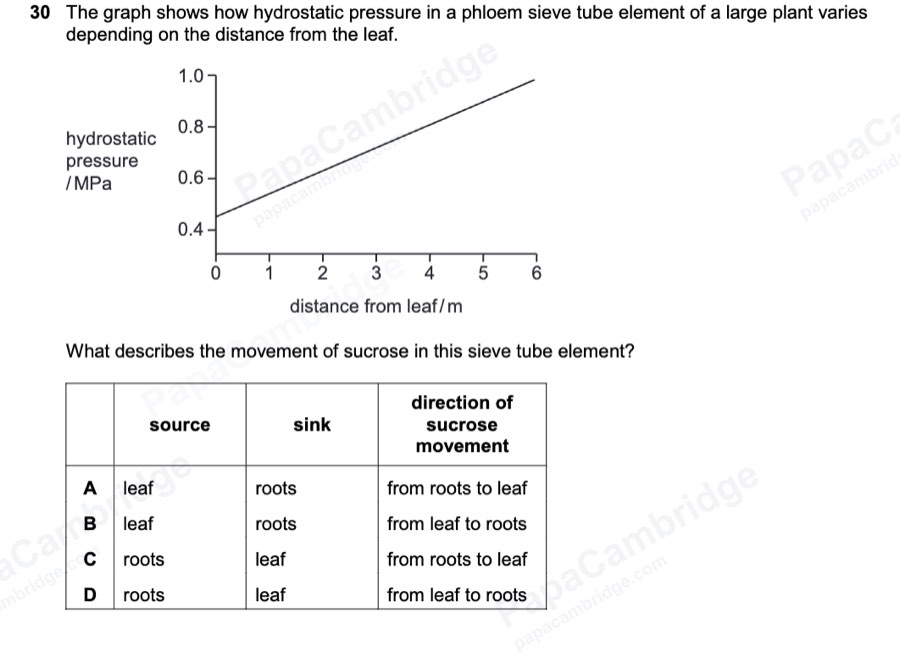 30 The graph shows how hydrostatic pressure in a phloem sieve tube element of a large plant varies
depending on the distance from the leaf.
1.0
0.8
hydrostatic
pressure
/ MPa
0.6
0.4
0 1 2 3 4 5 6
distance from leaf / m
What describes the movement of sucrose in this sieve tube element?
source sink direction of
sucrose
movement
A leaf roots from roots to leaf
B leaf roots from leaf to roots
C roots leaf from roots to leaf
D roots leaf from leaf to roots
PapaCambridge
papacambridge.com
PapaCambridge
papacambridge.com